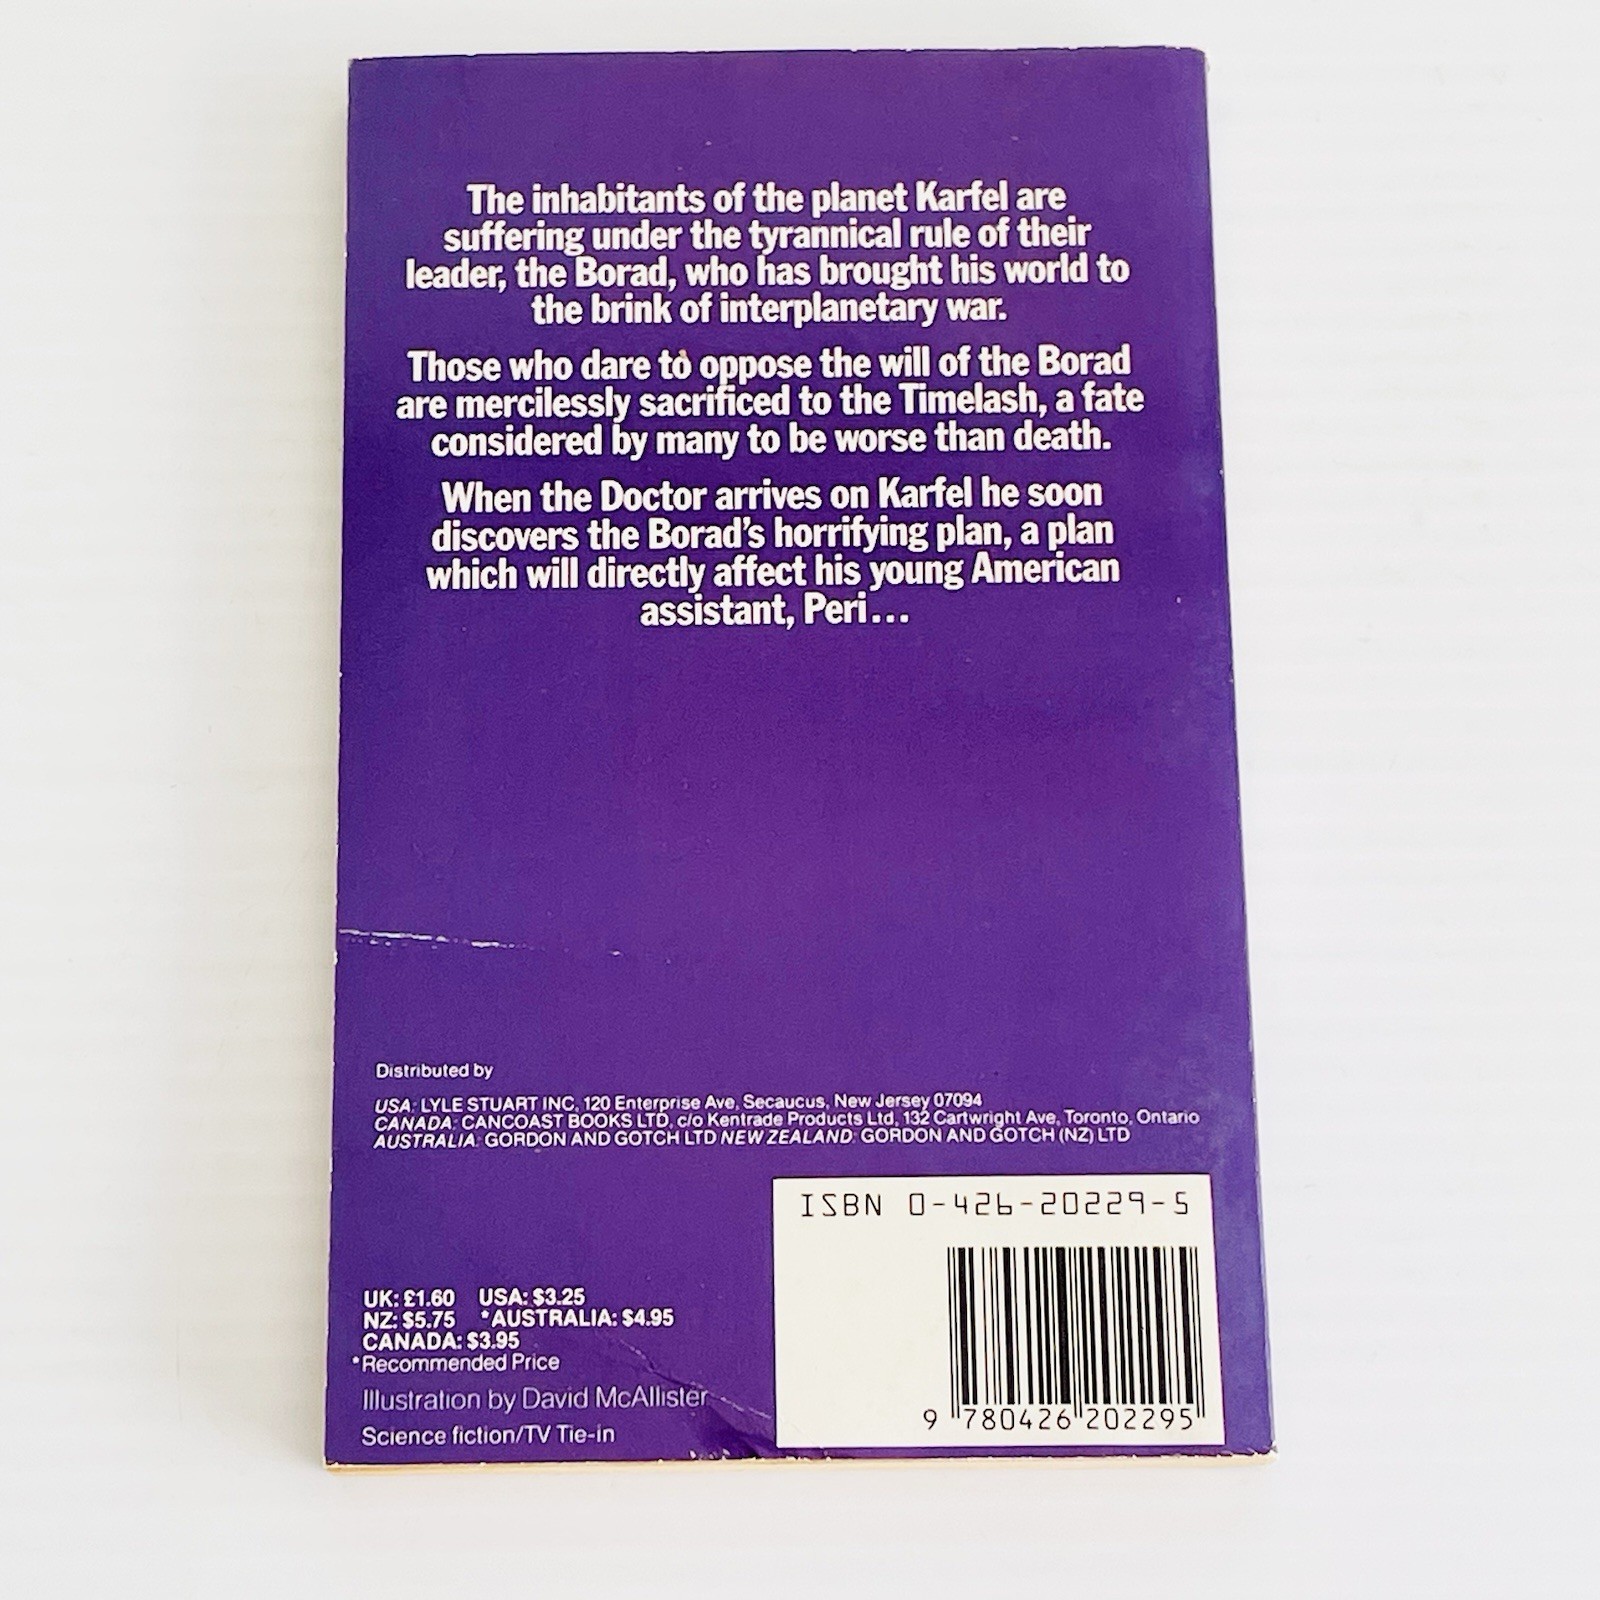 The inhabitants of the planet Karfel are
suffering under the tyrannical rule of their
leader, the Borad, who has brought his world to
the brink of interplanetary war.
Those who dare to oppose the will of the Borad
are mercilessly sacrificed to the Timelash, a fate
considered by many to be worse than death.
When the Doctor arrives on Karfel he soon
discovers the Borad's horrifying plan, a plan
which will directly affect his young American
assistant, Peri...
Distributed by
USA: LYLE STUART INC, 120 Enterprise Ave, Secaucus, New Jersey 07094
CANADA: CANCOAST BOOKS LTD, c/o Kentrade Products Ltd, 132 Cartwright Ave, Toronto, Ontario
AUSTRALIA: GORDON AND GOTCH LTD NEW ZEALAND: GORDON AND GOTCH (NZ) LTD
ISBN 0-426-20229-5
9 780426 202295
UK: £1.60 USA: $3.25
NZ: $5.75 *AUSTRALIA: $4.95
CANADA: $3.95
*Recommended Price
Illustration by David McAllister
Science fiction/TV Tie-in